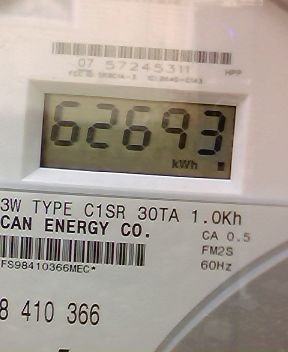 07 57245311
HPP
62693
kWh
3W TYPE C1SR 30TA 1.0Kh
CAN ENERGY CO.
CA 0.5
FM2S
60Hz
FS98410366MEC*
8 410 366